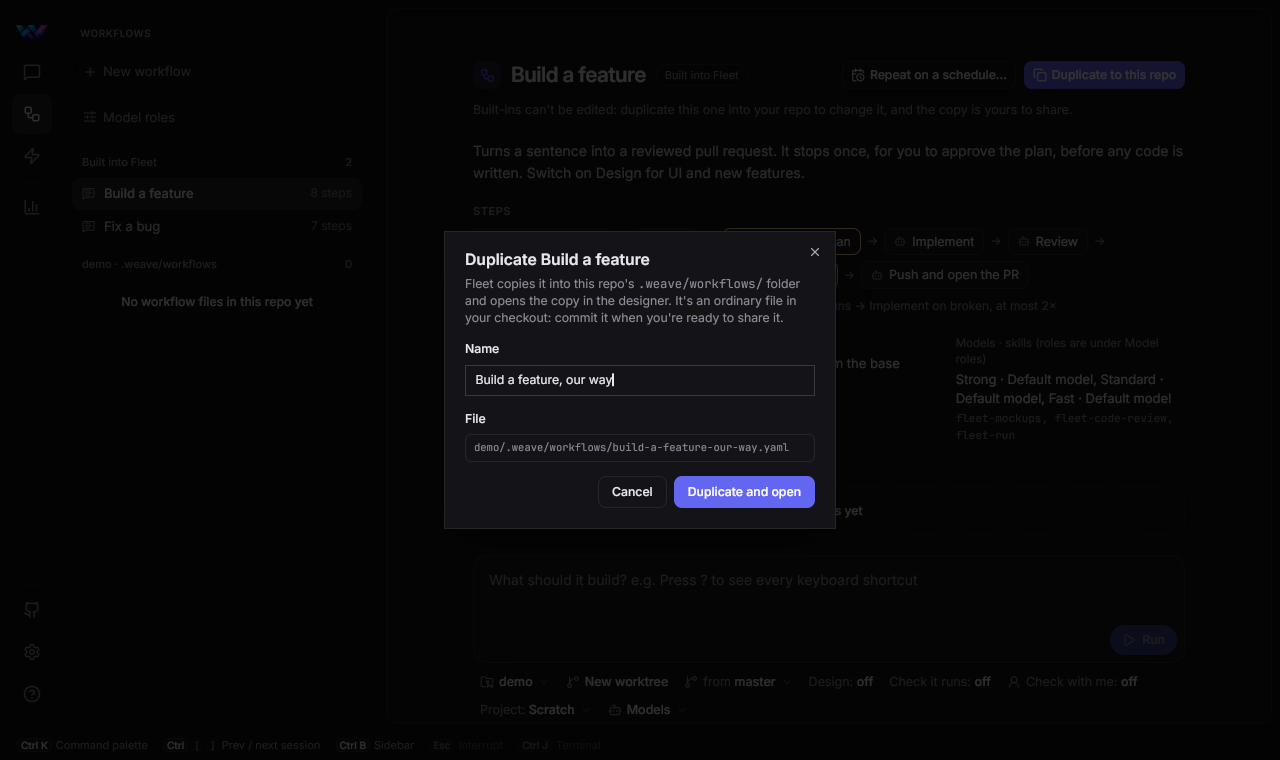 WORKFLOWS
New workflow
Model roles
Built into Fleet 2
Build a feature 8 steps
Fix a bug 7 steps
demo · .weave/workflows 0
No workflow files in this repo yet
Build a feature Built into Fleet Repeat on a schedule... Duplicate to this repo
Built-ins can't be edited: duplicate this one into your repo to change it, and the copy is yours to share.
Turns a sentence into a reviewed pull request. It stops once, for you to approve the plan, before any code is
written. Switch on Design for UI and new features.
STEPS
→ Implement → Review →
→ Push and open the PR
→ Implement on broken, at most 2×
the base
Models · skills (roles are under Model
roles)
Strong · Default model, Standard ·
Default model, Fast · Default model
fleet-mockups, fleet-code-review,
fleet-run
yet
Duplicate Build a feature
Fleet copies it into this repo's .weave/workflows/ folder
and opens the copy in the designer. It's an ordinary file in
your checkout: commit it when you're ready to share it.
Name
Build a feature, our way
File
demo/.weave/workflows/build-a-feature-our-way.yaml
Cancel Duplicate and open
What should it build? e.g. Press ? to see every keyboard shortcut
Run
demo New worktree from master Design: off Check it runs: off Check with me: off
Project: Scratch Models
Ctrl K Command palette Ctrl [ ] Prev / next session Ctrl B Sidebar Esc Interrupt Ctrl J Terminal